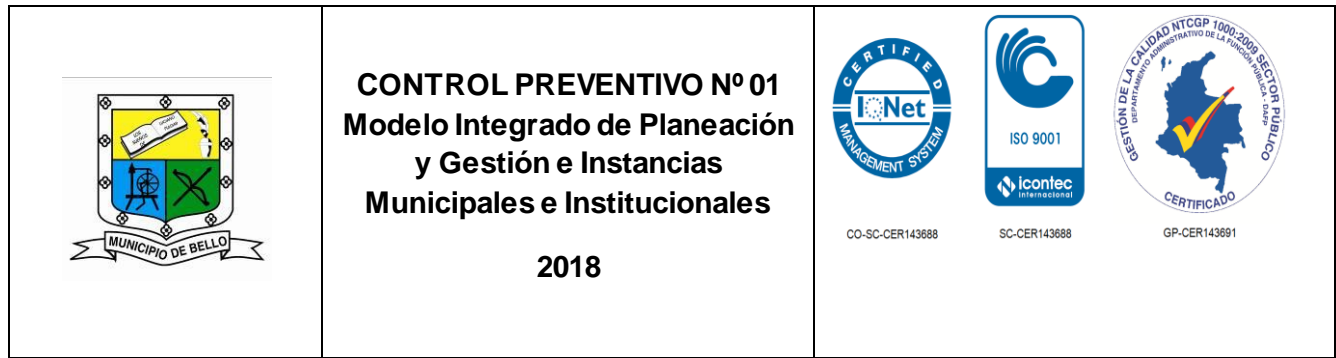 MUNICIPIO DE BELLO
CONTROL PREVENTIVO Nº 01
Modelo Integrado de Planeación
y Gestión e Instancias
Municipales e Institucionales
2018
CERTIFIED
IQNet
MANAGEMENT SYSTEM
CO-SC-CER143688
ISO 9001
icontec
internacional
SC-CER143688
GESTIÓN DE LA CALIDAD NTCGP 1000:2009 SECTOR PÚBLICO
DEPARTAMENTO ADMINISTRATIVO DE LA FUNCIÓN PÚBLICA - DAFP
CERTIFICADO
GP-CER143691